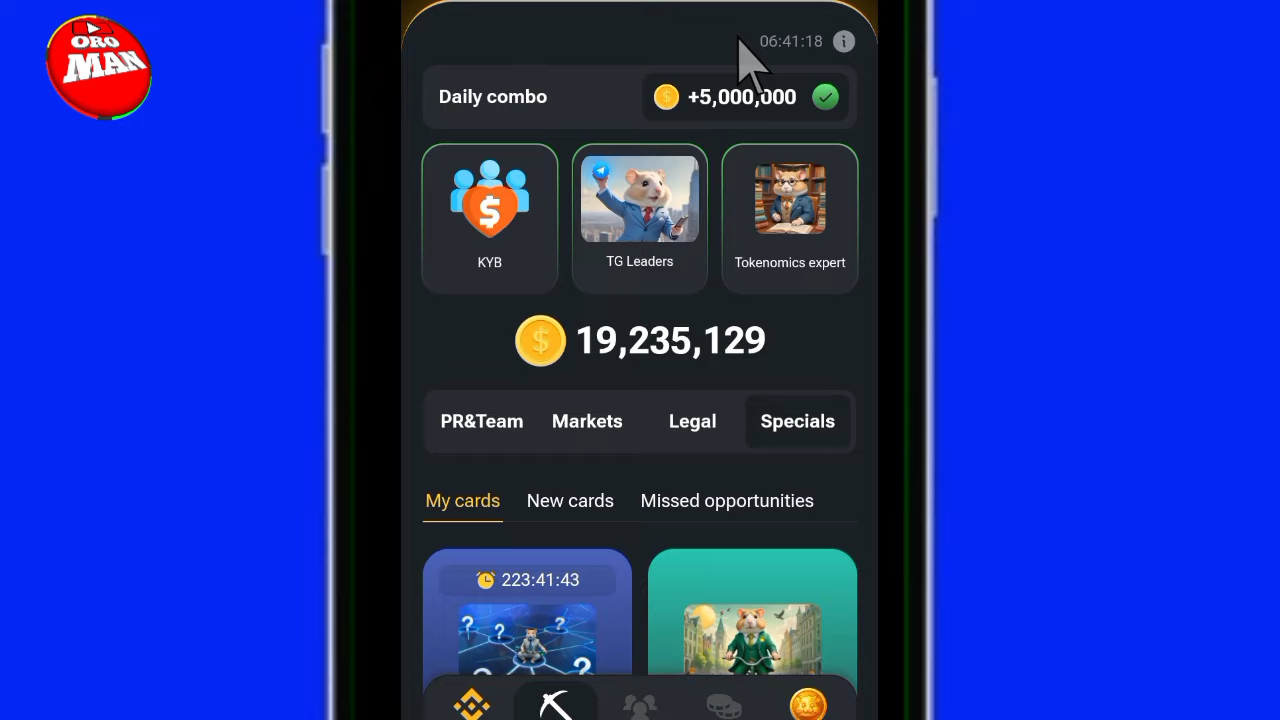 ORO
MAN
06:41:18
Daily combo
+5,000,000
KYB
TG Leaders
Tokenomics expert
19,235,129
PR&Team
Markets
Legal
Specials
My cards
New cards
Missed opportunities
223:41:43